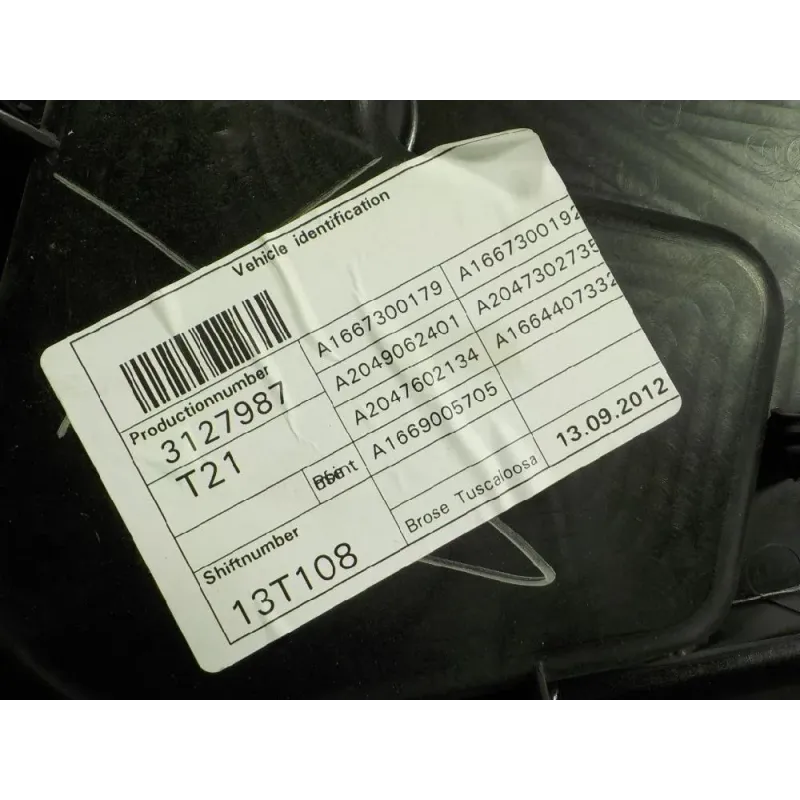 Vehicle identification
Productionnumber
3127987
T21
Shiftnumber
13T108
A1667300179
A2049062401
A2047602134
A1669005705
A1667300192
A2047302735
A1664407332
Brose Tuscaloosa
13.09.2012